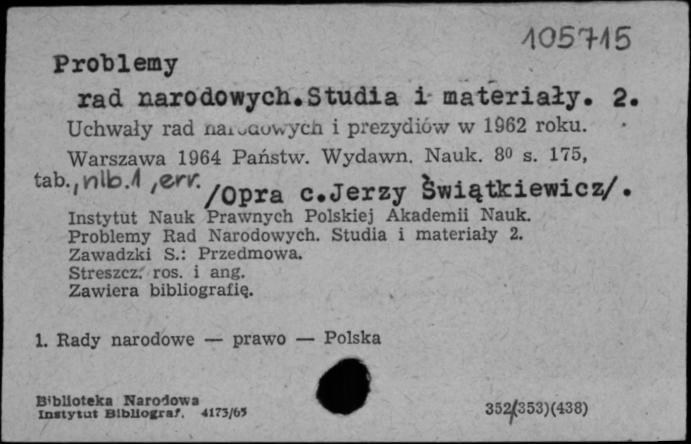 105715
Problemy
rad narodowych.Studia i materiały. 2.
Uchwały rad narodowych i prezydiów w 1962 roku.
Warszawa 1964 Państw. Wydawn. Nauk. 8⁰ s. 175,
tab., nlb.1, err. /Opra c.Jerzy Świątkiewicz/.
Instytut Nauk Prawnych Polskiej Akademii Nauk.
Problemy Rad Narodowych. Studia i materiały 2.
Zawadzki S.: Przedmowa.
Streszcz. ros. i ang.
Zawiera bibliografię.
1. Rady narodowe — prawo — Polska
Biblioteka Narodowa
Instytut Bibliograf. 4173/65
352/353)(438)